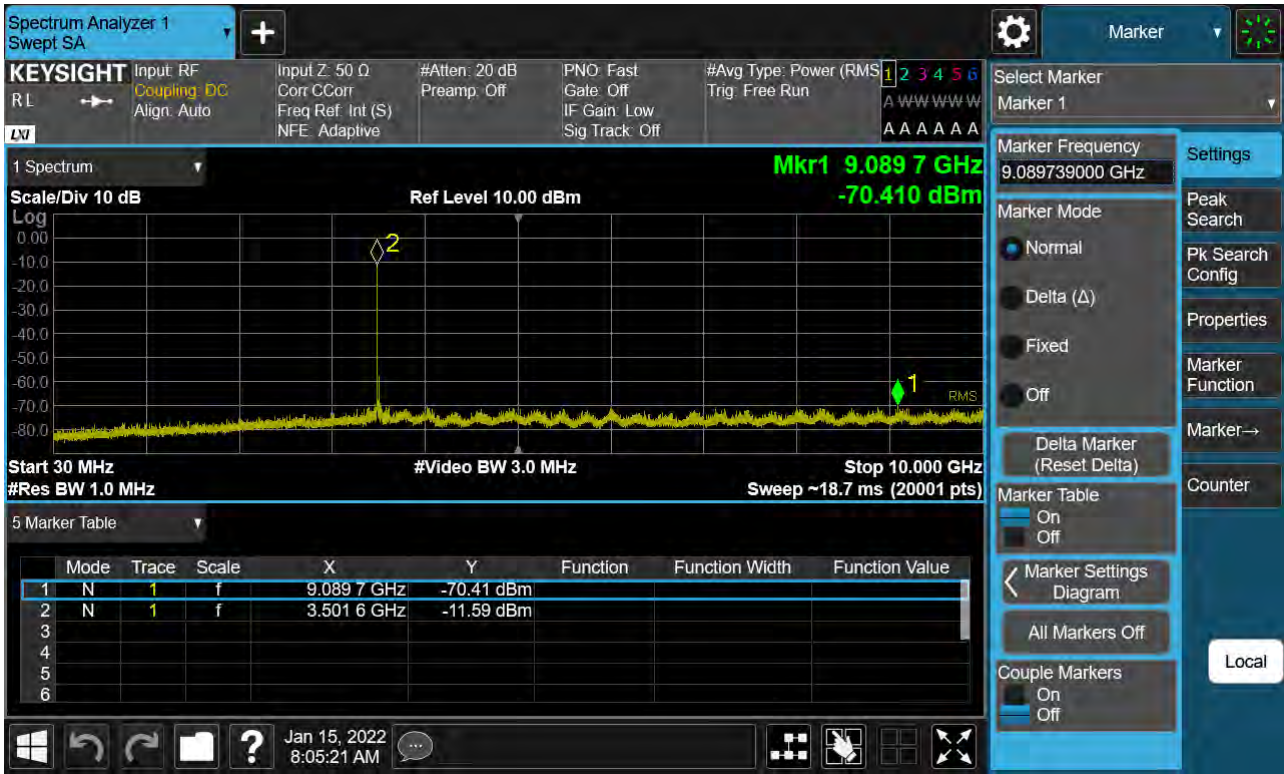 Spectrum Analyzer 1
Swept SA
+
Marker
KEYSIGHT
RL
LXI
Input: RF
Coupling: DC
Align: Auto
Input Z: 50 Ω
Corr CCorr
Freq Ref: Int (S)
NFE: Adaptive
#Atten: 20 dB
Preamp: Off
PNO: Fast
Gate: Off
IF Gain: Low
Sig Track: Off
#Avg Type: Power (RMS
Trig: Free Run
1 2 3 4 5 6
A W W W W W
A A A A A A
Select Marker
Marker 1
1 Spectrum
Mkr1 9.089 7 GHz
Scale/Div 10 dB
Ref Level 10.00 dBm
-70.410 dBm
Log
0.00
-10.0
-20.0
-30.0
-40.0
-50.0
-60.0
-70.0
-80.0
2
1
RMS
Start 30 MHz
#Video BW 3.0 MHz
Stop 10.000 GHz
#Res BW 1.0 MHz
Sweep ~18.7 ms (20001 pts)
5 Marker Table
Mode Trace Scale X Y Function Function Width Function Value
1 N 1 f 9.089 7 GHz -70.41 dBm
2 N 1 f 3.501 6 GHz -11.59 dBm
3
4
5
6
Marker Frequency
9.089739000 GHz
Marker Mode
Normal
Delta (Δ)
Fixed
Off
Delta Marker
(Reset Delta)
Marker Table
On
Off
Marker Settings
Diagram
All Markers Off
Couple Markers
On
Off
Settings
Peak
Search
Pk Search
Config
Properties
Marker
Function
Marker→
Counter
Local
?
Jan 15, 2022
8:05:21 AM